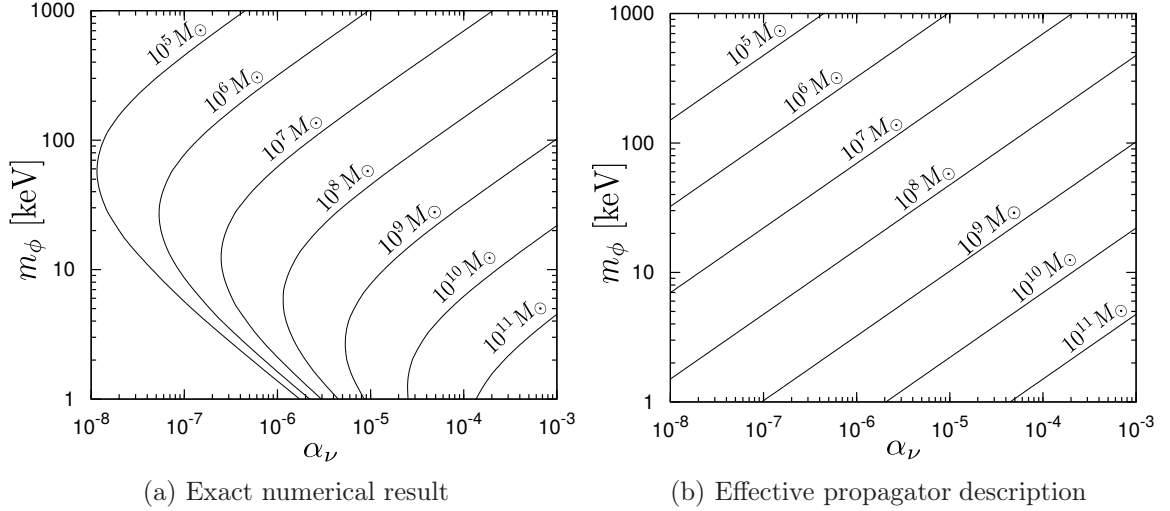 1000
100
10
1
m_ϕ [keV]
10^5 M_⊙
10^6 M_⊙
10^7 M_⊙
10^8 M_⊙
10^9 M_⊙
10^10 M_⊙
10^11 M_⊙
10^-8 10^-7 10^-6 10^-5 10^-4 10^-3
α_ν
(a) Exact numerical result
1000
100
10
1
m_ϕ [keV]
10^5 M_⊙
10^6 M_⊙
10^7 M_⊙
10^8 M_⊙
10^9 M_⊙
10^10 M_⊙
10^11 M_⊙
10^-8 10^-7 10^-6 10^-5 10^-4 10^-3
α_ν
(b) Effective propagator description